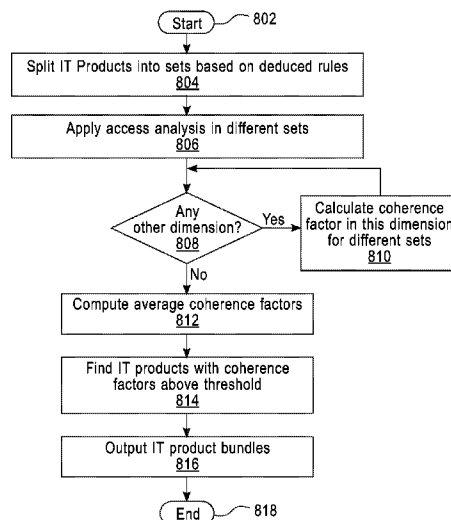 Start
802
Split IT Products into sets based on deduced rules
804
Apply access analysis in different sets
806
Any
other dimension?
808
Yes
Calculate coherence
factor in this dimension
for different sets
810
No
Compute average coherence factors
812
Find IT products with coherence
factors above threshold
814
Output IT product bundles
816
End
818